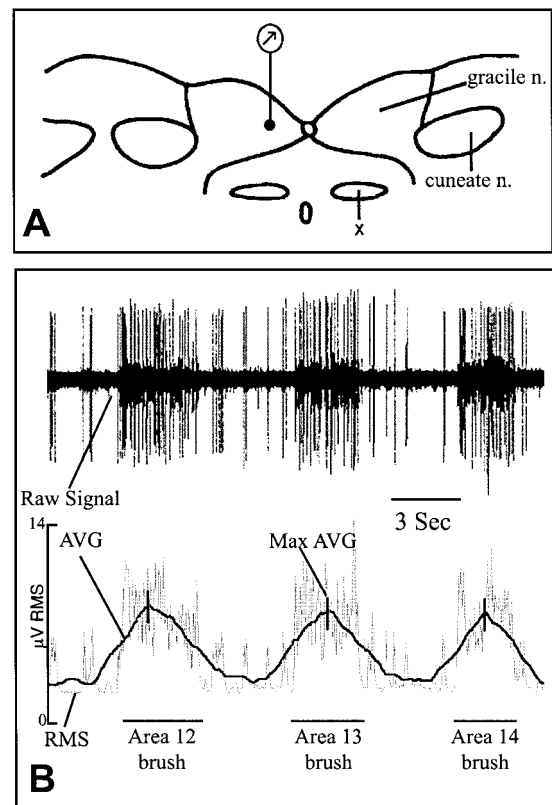 gracile n.
cuneate n.
x
A
Raw Signal
3 Sec
14
AVG
Max AVG
µV RMS
0
RMS
Area 12
brush
Area 13
brush
Area 14
brush
B